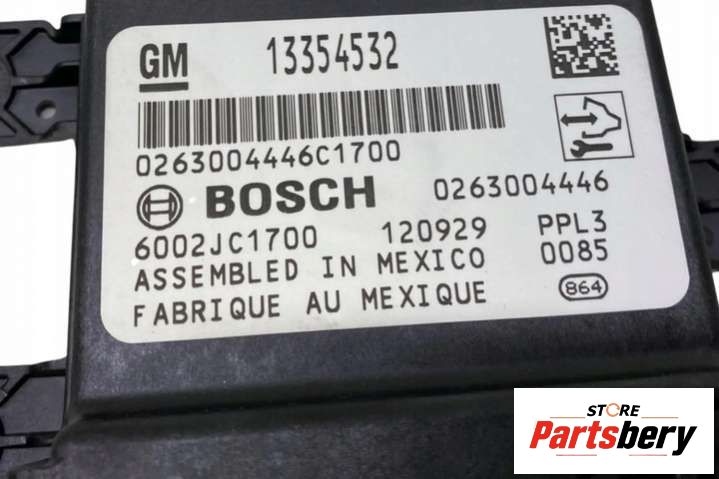 GM 13354532
0263004446C1700
BOSCH 0263004446
6002JC1700 120929 PPL3
ASSEMBLED IN MEXICO 0085
FABRIQUE AU MEXIQUE 864
STORE
Partsbery